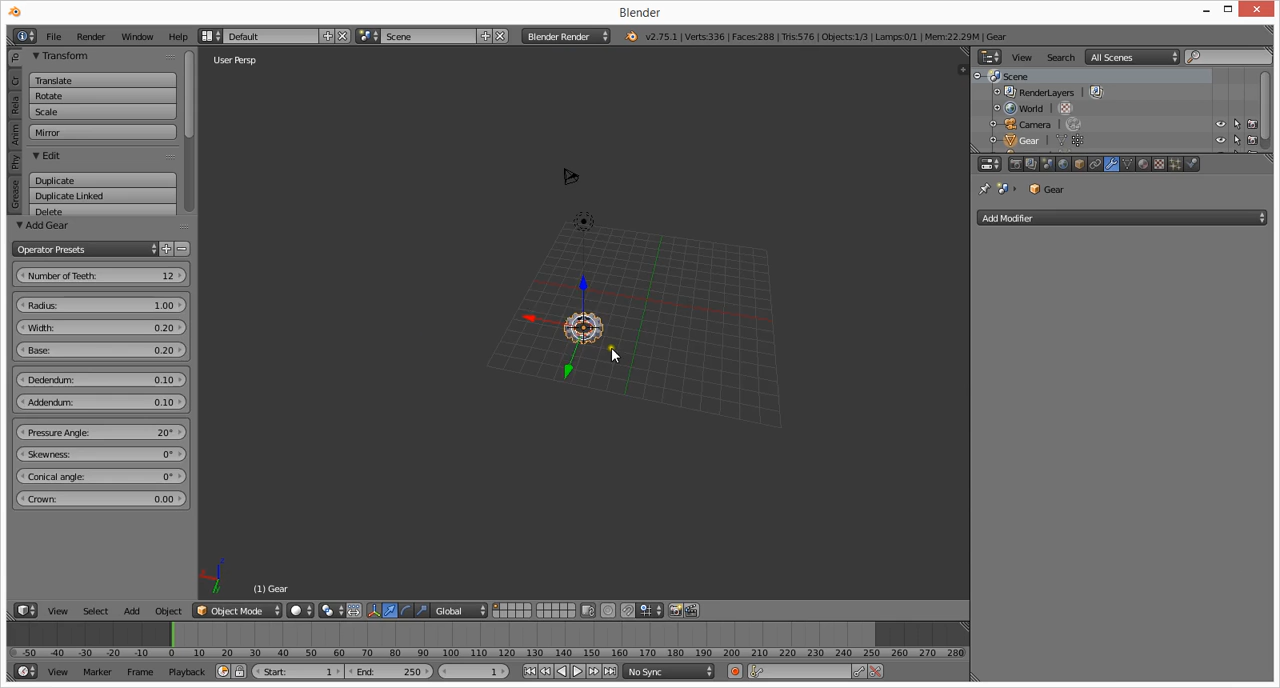 Blender
File Render Window Help Default Scene Blender Render v2.75.1 | Verts:336 | Faces:288 | Tris:576 | Objects:1/3 | Lamps:0/1 | Mem:22.29M | Gear
To
Cr
Rela
Anim
Phy
Grease
Transform
Translate
Rotate
Scale
Mirror
Edit
Duplicate
Duplicate Linked
Delete
Add Gear
Operator Presets
Number of Teeth: 12
Radius: 1.00
Width: 0.20
Base: 0.20
Dedendum: 0.10
Addendum: 0.10
Pressure Angle: 20°
Skewness: 0°
Conical angle: 0°
Crown: 0.00
User Persp
(1) Gear
View Search All Scenes
Scene
RenderLayers |
World |
Camera |
Gear |
Gear
Add Modifier
View Select Add Object Object Mode Global
-50 -40 -30 -20 -10 0 10 20 30 40 50 60 70 80 90 100 110 120 130 140 150 160 170 180 190 200 210 220 230 240 250 260 270 280
View Marker Frame Playback Start: 1 End: 250 1 No Sync